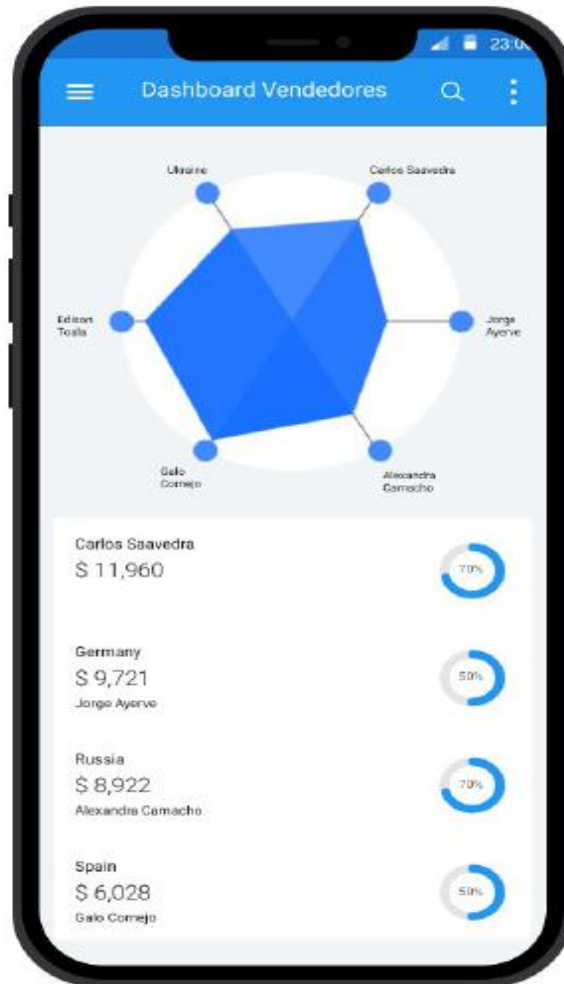 23:00
Dashboard Vendedores
Ukraine
Carlos Saavedra
Edison
Toala
Jorge
Ayerve
Galo
Cornejo
Alexandra
Camacho
Carlos Saavedra
$ 11,960
70%
Germany
$ 9,721
Jorge Ayerve
50%
Russia
$ 8,922
Alexandra Camacho
70%
Spain
$ 6,028
Galo Cornejo
50%